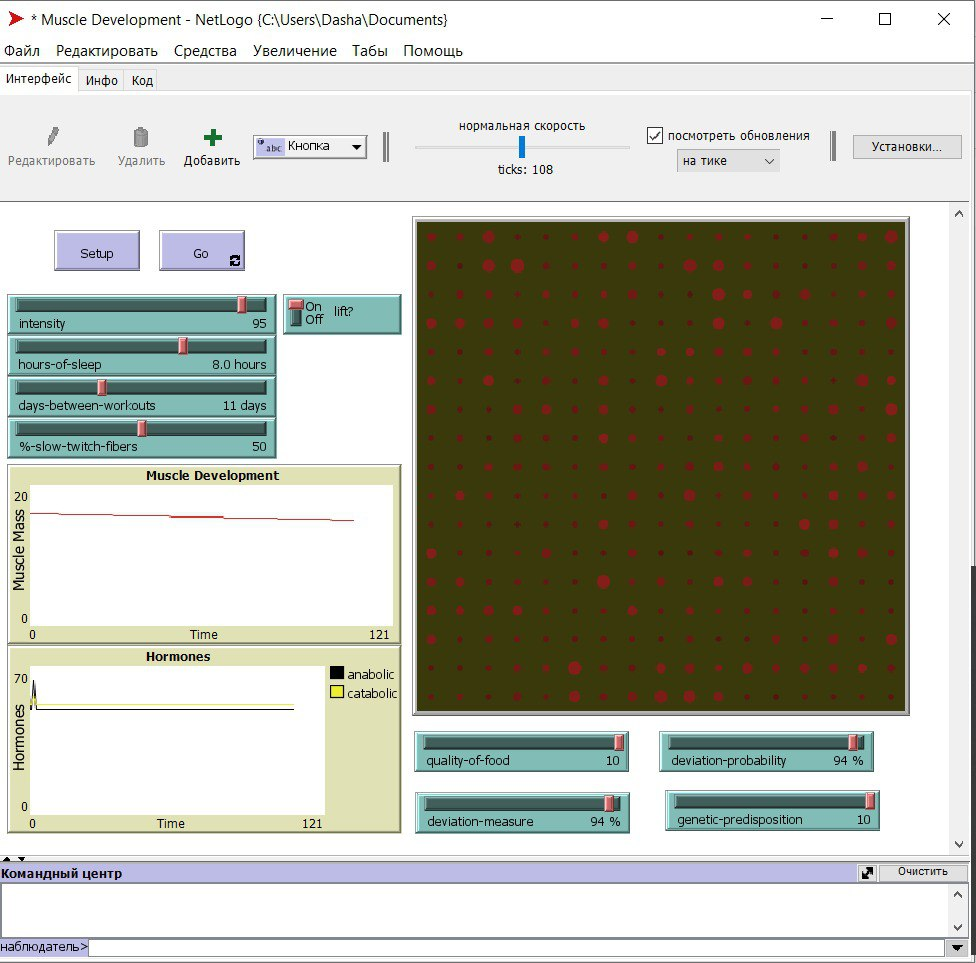 * Muscle Development - NetLogo {C:\Users\Dasha\Documents}
Файл Редактировать Средства Увеличение Табы Помощь
Интерфейс Инфо Код
Редактировать Удалить Добавить abc Кнопка
нормальная скорость
ticks: 108
посмотреть обновления
на тике
Установки...
Setup Go
intensity 95
On
Off
lift?
hours-of-sleep 8.0 hours
days-between-workouts 11 days
%-slow-twitch-fibers 50
Muscle Development
20
Muscle Mass
0
0 Time 121
Hormones
70
Hormones
0
0 Time 121
anabolic
catabolic
quality-of-food 10
deviation-probability 94 %
deviation-measure 94 %
genetic-predisposition 10
Командный центр Очистить
наблюдатель>